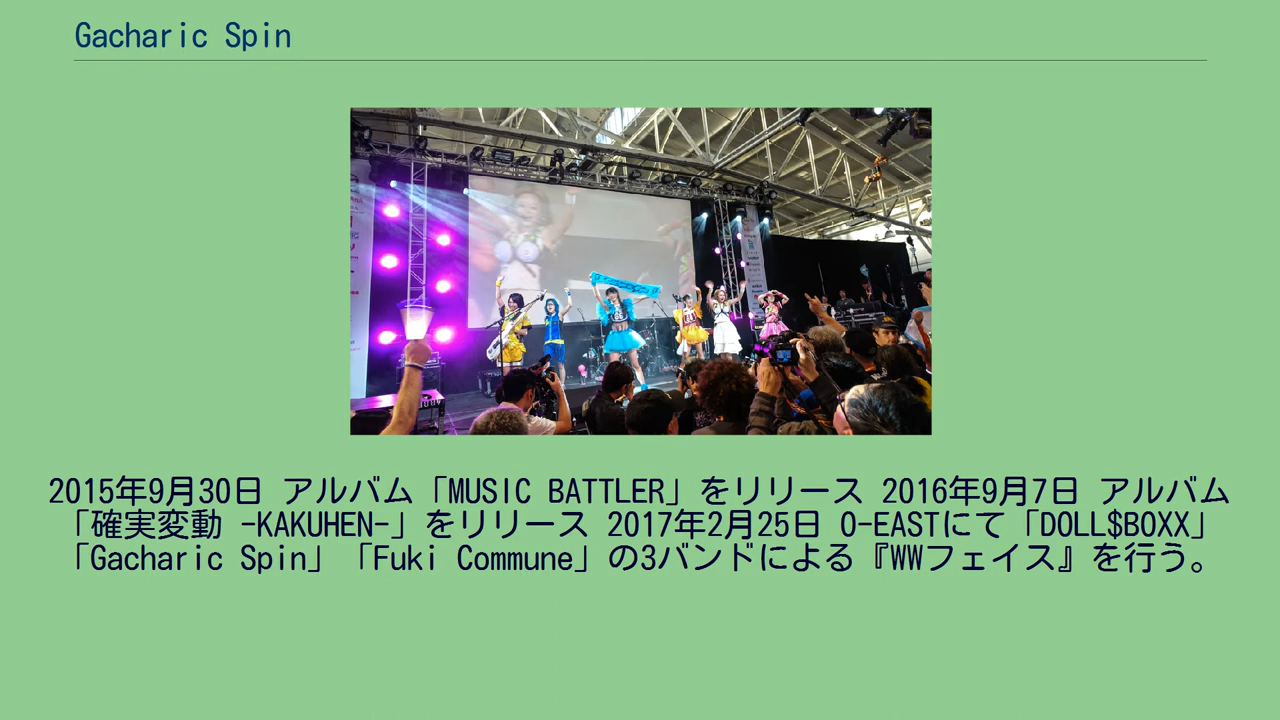 Gacharic Spin
2015年9月30日 アルバム「MUSIC BATTLER」をリリース 2016年9月7日 アルバム
「確実変動 -KAKUHEN-」をリリース 2017年2月25日 O-EASTにて「DOLL$BOXX」
「Gacharic Spin」「Fuki Commune」の3バンドによる『WWフェイス』を行う。